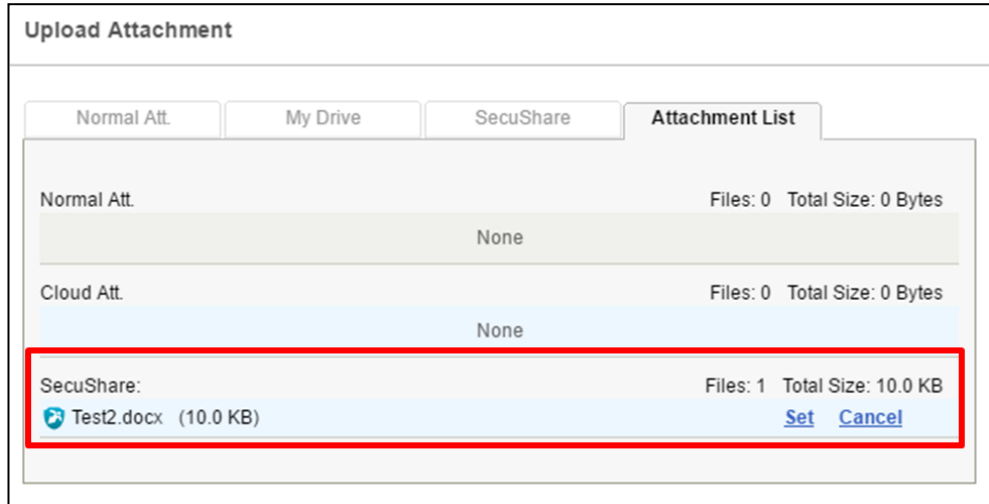 Upload Attachment
Normal Att. My Drive SecuShare Attachment List
Normal Att. Files: 0 Total Size: 0 Bytes
None
Cloud Att. Files: 0 Total Size: 0 Bytes
None
SecuShare: Files: 1 Total Size: 10.0 KB
Test2.docx (10.0 KB) Set Cancel